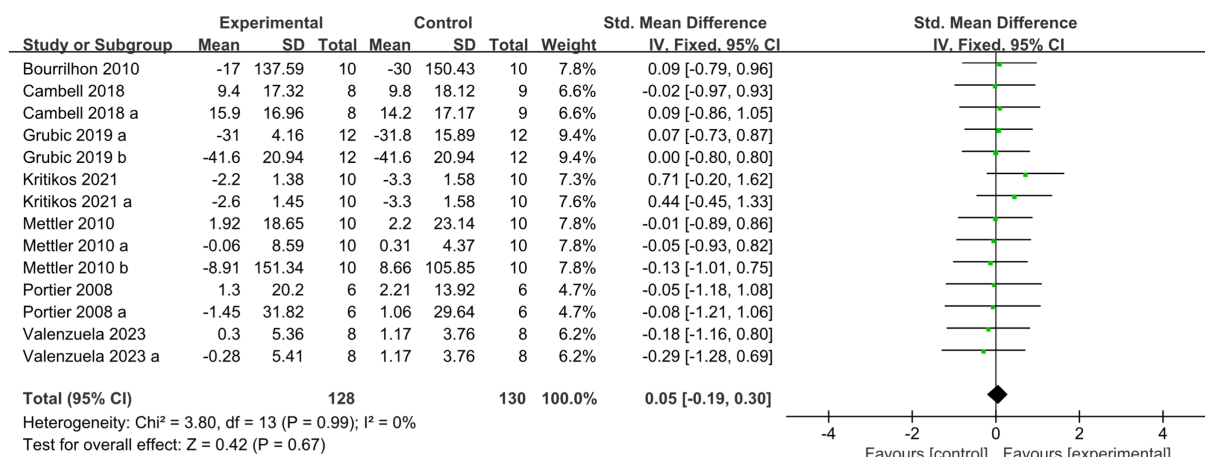 Experimental Control Std. Mean Difference Std. Mean Difference
Study or Subgroup Mean SD Total Mean SD Total Weight IV, Fixed, 95% CI IV, Fixed, 95% CI
Bourrilhon 2010 -17 137.59 10 -30 150.43 10 7.8% 0.09 [-0.79, 0.96]
Cambell 2018 9.4 17.32 8 9.8 18.12 9 6.6% -0.02 [-0.97, 0.93]
Cambell 2018 a 15.9 16.96 8 14.2 17.17 9 6.6% 0.09 [-0.86, 1.05]
Grubic 2019 a -31 4.16 12 -31.8 15.89 12 9.4% 0.07 [-0.73, 0.87]
Grubic 2019 b -41.6 20.94 12 -41.6 20.94 12 9.4% 0.00 [-0.80, 0.80]
Kritikos 2021 -2.2 1.38 10 -3.3 1.58 10 7.3% 0.71 [-0.20, 1.62]
Kritikos 2021 a -2.6 1.45 10 -3.3 1.58 10 7.6% 0.44 [-0.45, 1.33]
Mettler 2010 1.92 18.65 10 2.2 23.14 10 7.8% -0.01 [-0.89, 0.86]
Mettler 2010 a -0.06 8.59 10 0.31 4.37 10 7.8% -0.05 [-0.93, 0.82]
Mettler 2010 b -8.91 151.34 10 8.66 105.85 10 7.8% -0.13 [-1.01, 0.75]
Portier 2008 1.3 20.2 6 2.21 13.92 6 4.7% -0.05 [-1.18, 1.08]
Portier 2008 a -1.45 31.82 6 1.06 29.64 6 4.7% -0.08 [-1.21, 1.06]
Valenzuela 2023 0.3 5.36 8 1.17 3.76 8 6.2% -0.18 [-1.16, 0.80]
Valenzuela 2023 a -0.28 5.41 8 1.17 3.76 8 6.2% -0.29 [-1.28, 0.69]
Total (95% CI) 128 130 100.0% 0.05 [-0.19, 0.30]
Heterogeneity: Chi² = 3.80, df = 13 (P = 0.99); I² = 0%
Test for overall effect: Z = 0.42 (P = 0.67)
-4 -2 0 2 4
Favours [control] Favours [experimental]